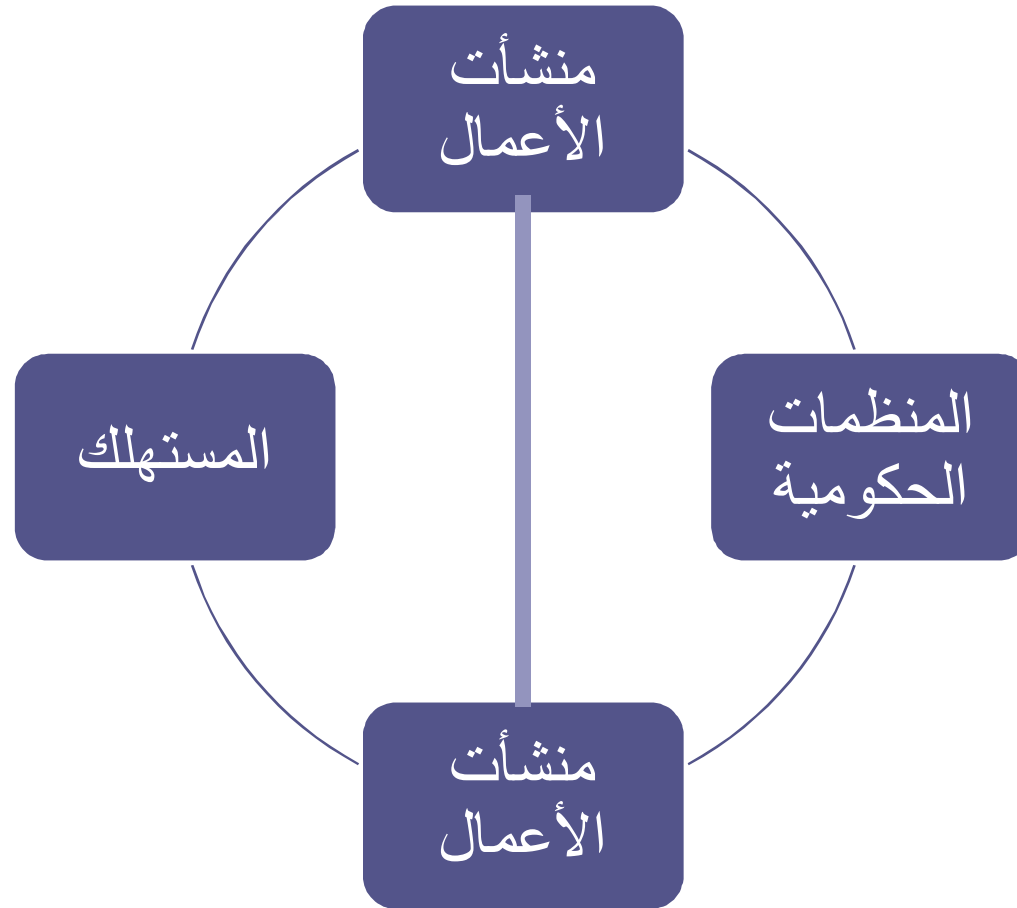 منشأت
الأعمال
المنظمات
الحكومية
المستهلك
منشأت
الأعمال